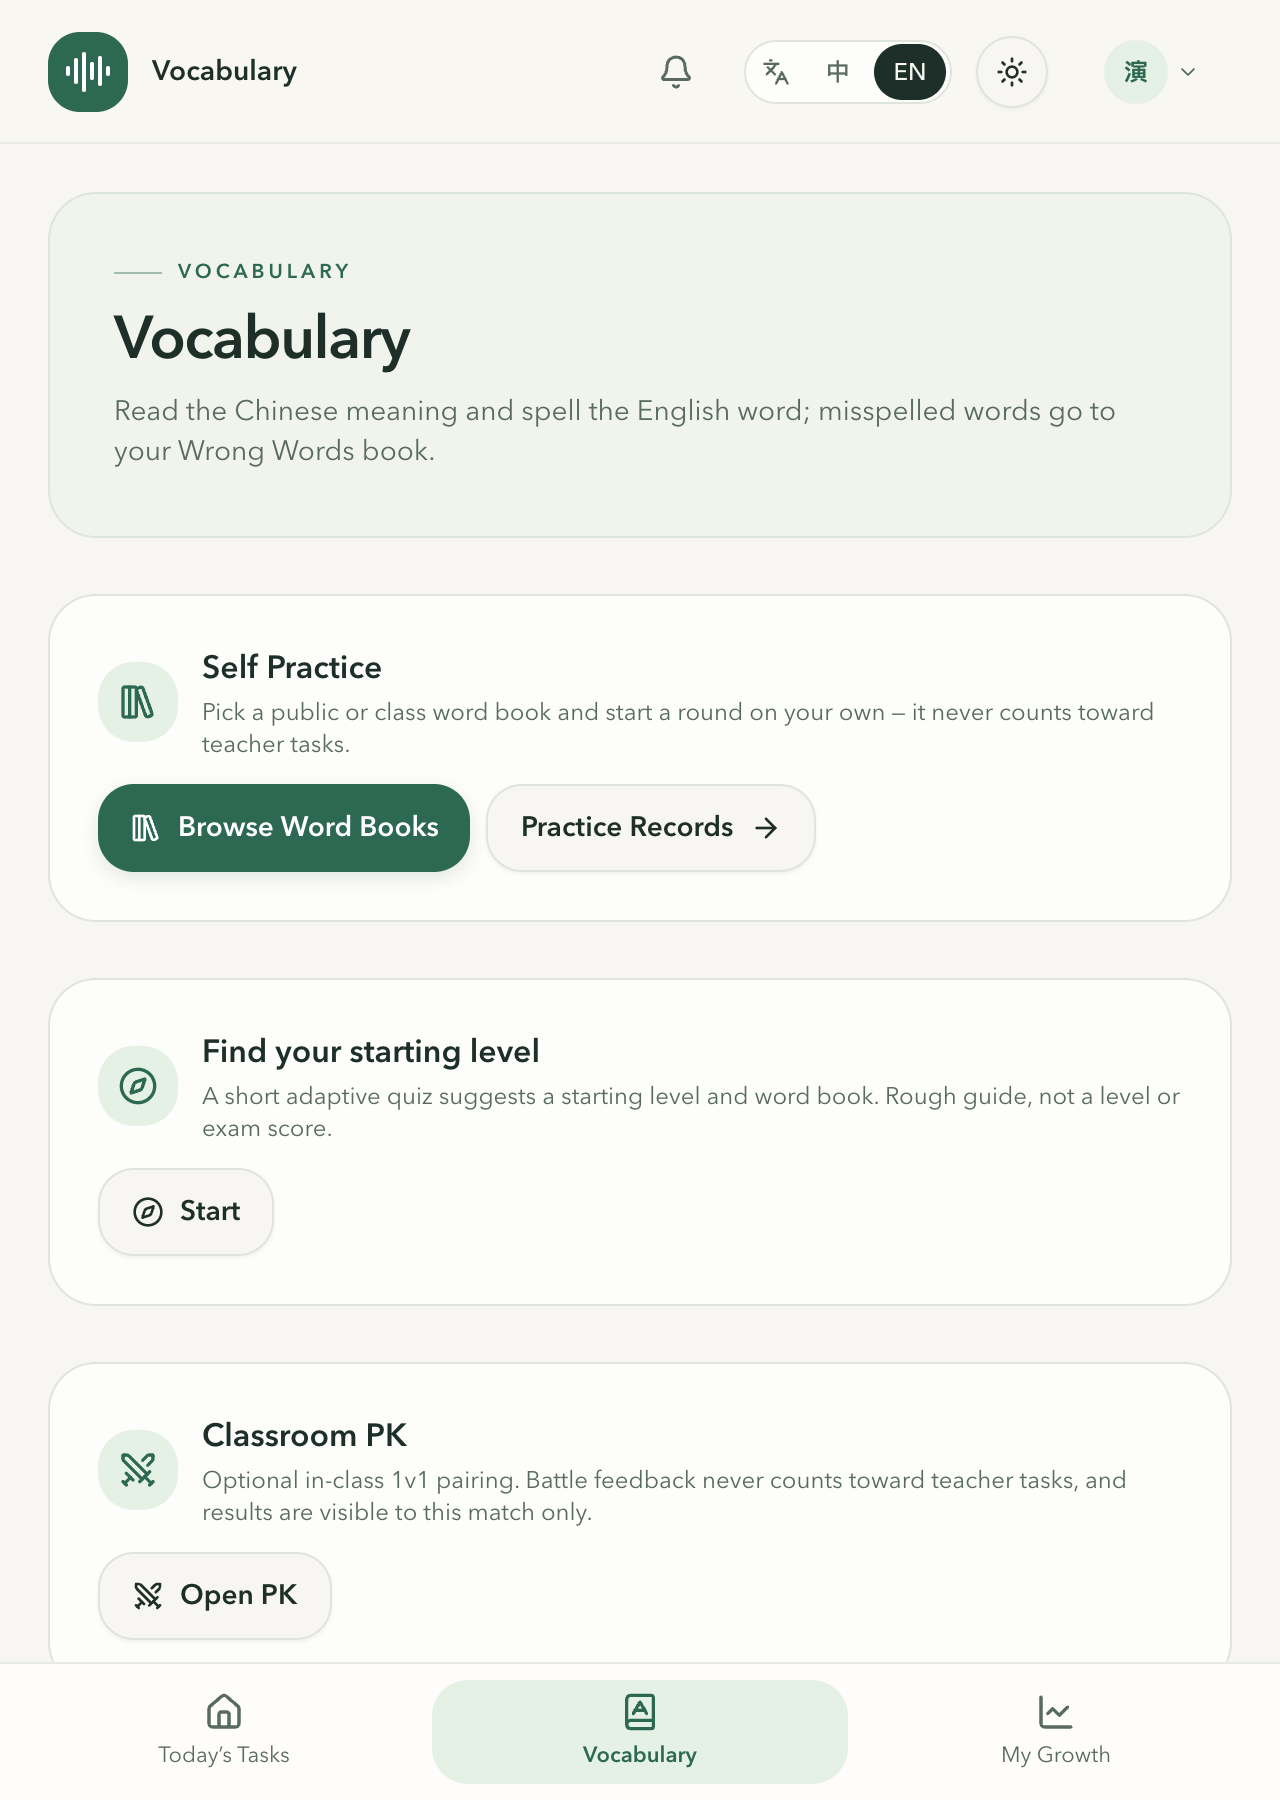 Vocabulary
中
EN
演
VOCABULARY
Vocabulary
Read the Chinese meaning and spell the English word; misspelled words go to
your Wrong Words book.
Self Practice
Pick a public or class word book and start a round on your own – it never counts toward
teacher tasks.
Browse Word Books
Practice Records
Find your starting level
A short adaptive quiz suggests a starting level and word book. Rough guide, not a level or
exam score.
Start
Classroom PK
Optional in-class 1v1 pairing. Battle feedback never counts toward teacher tasks, and
results are visible to this match only.
Open PK
Today’s Tasks
Vocabulary
My Growth